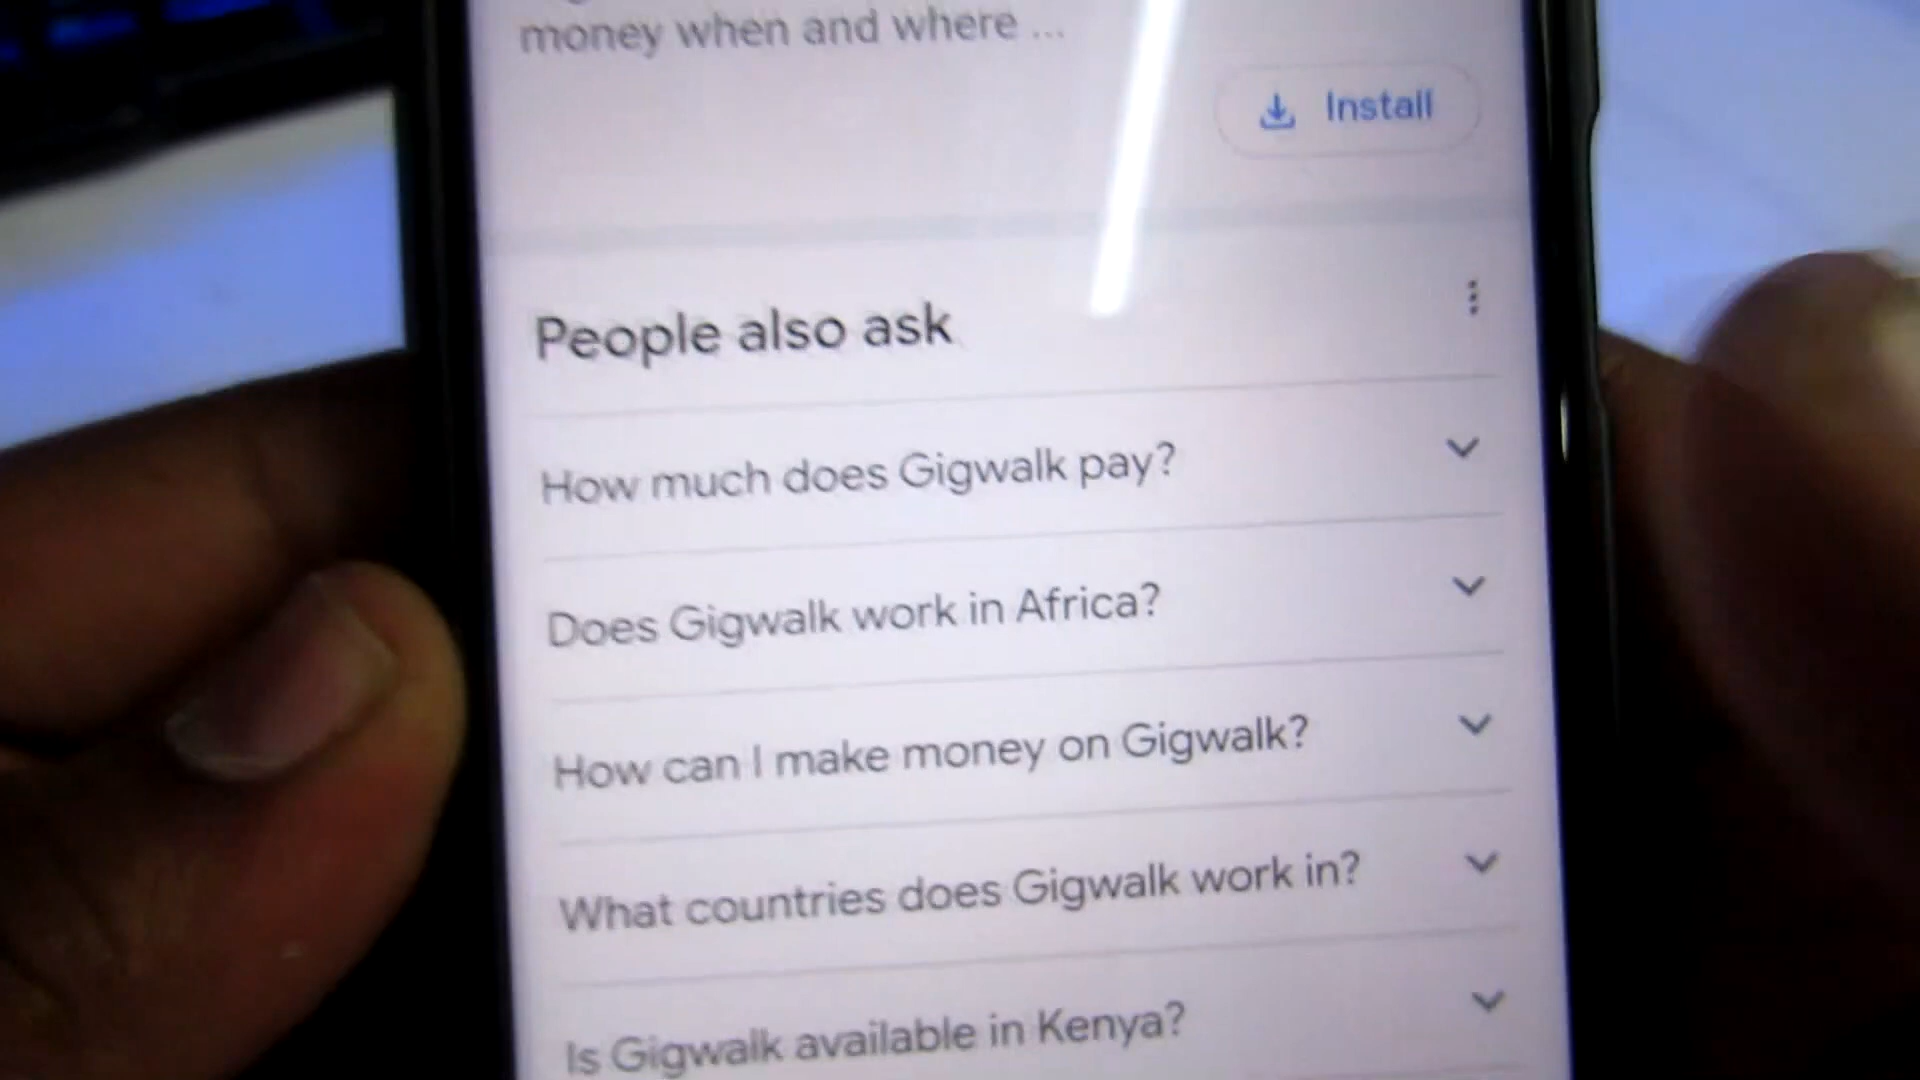 money when and where ...
Install
People also ask
How much does Gigwalk pay?
Does Gigwalk work in Africa?
How can I make money on Gigwalk?
What countries does Gigwalk work in?
Is Gigwalk available in Kenya?